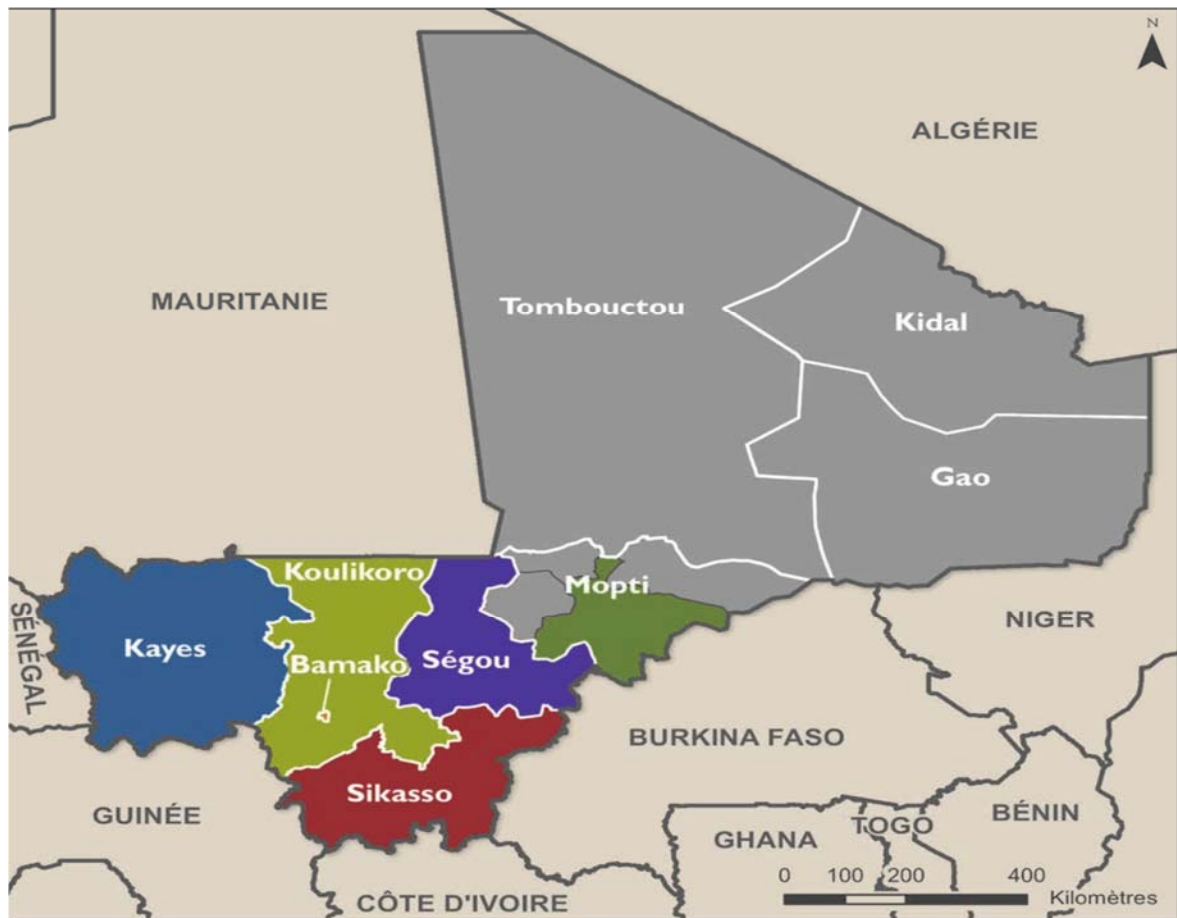 N
ALGÉRIE
MAURITANIE
Tombouctou
Kidal
Gao
Koulikoro
Mopti
SÉNÉGAL
Kayes
Bamako
Ségou
NIGER
BURKINA FASO
Sikasso
GUINÉE
GHANA
TOGO
BÉNIN
CÔTE D'IVOIRE
0 100 200 400
Kilomètres